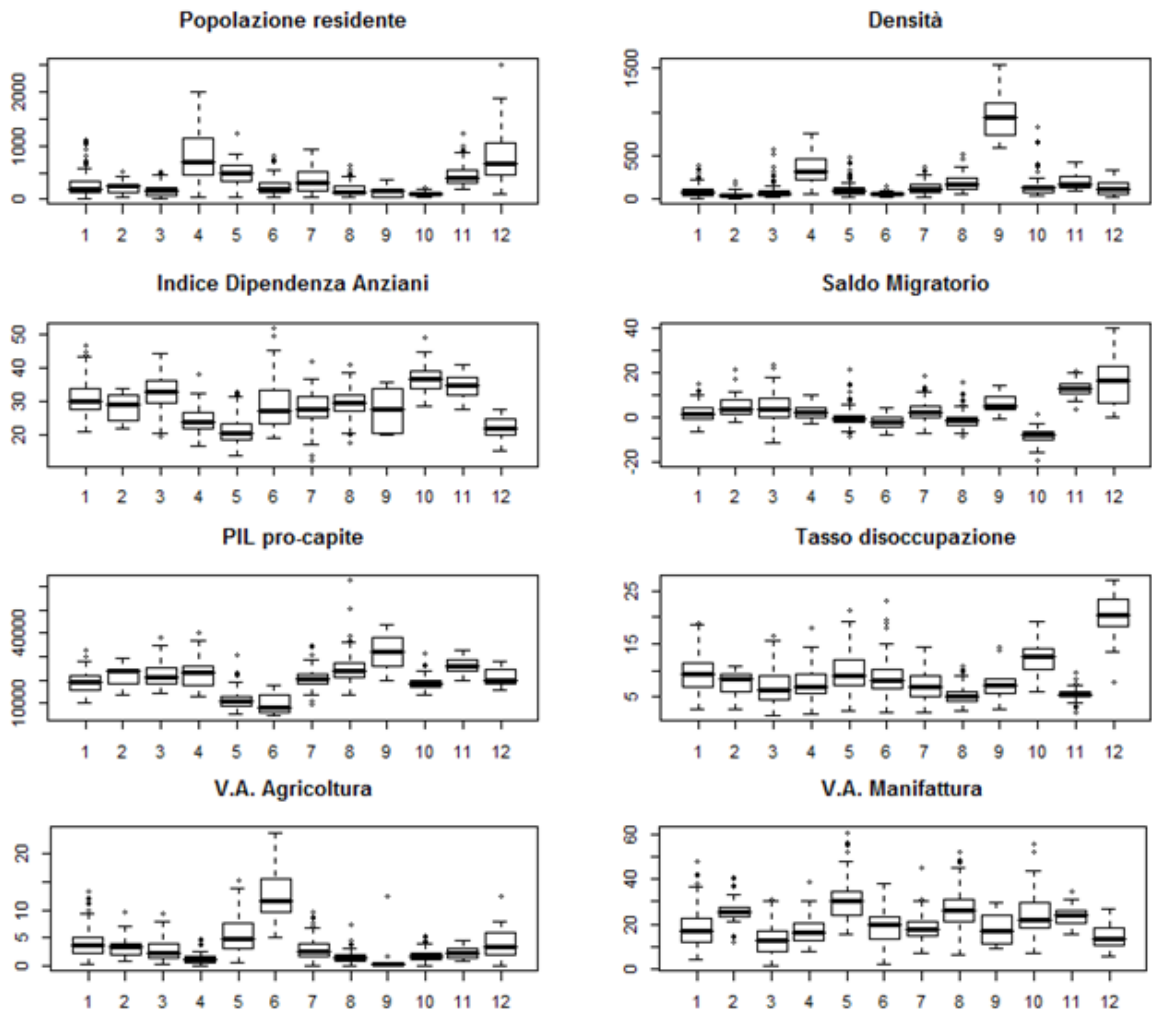 Popolazione residente
2000
1000
0
1 2 3 4 5 6 7 8 9 10 11 12
Densità
1500
500
0
1 2 3 4 5 6 7 8 9 10 11 12
Indice Dipendenza Anziani
50
40
30
20
1 2 3 4 5 6 7 8 9 10 11 12
Saldo Migratorio
40
20
0
-20
1 2 3 4 5 6 7 8 9 10 11 12
PIL pro-capite
40000
10000
1 2 3 4 5 6 7 8 9 10 11 12
Tasso disoccupazione
25
15
5
1 2 3 4 5 6 7 8 9 10 11 12
V.A. Agricoltura
20
15
10
5
0
1 2 3 4 5 6 7 8 9 10 11 12
V.A. Manifattura
60
40
20
0
1 2 3 4 5 6 7 8 9 10 11 12